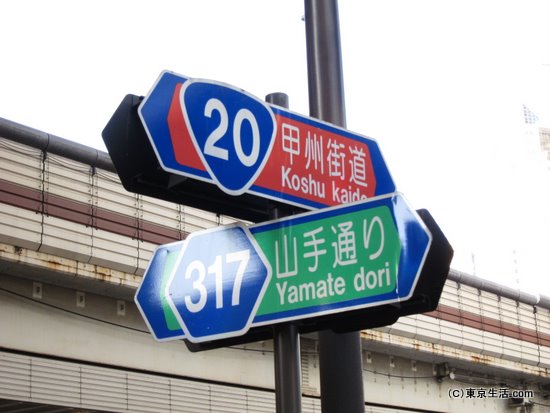 20
甲州街道
Koshu kaido
317
山手通り
Yamate dori
(C)東京生活.com